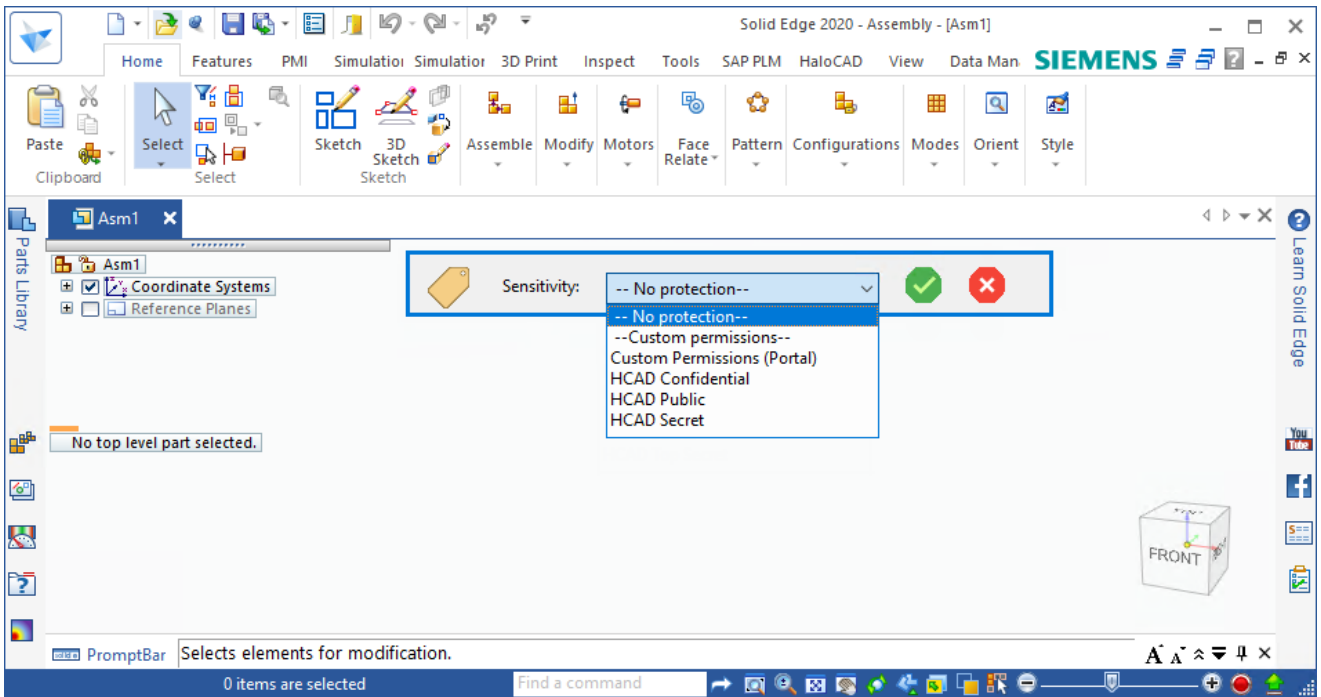 Solid Edge 2020 - Assembly - [Asm1]
Home Features PMI Simulation Simulation 3D Print Inspect Tools SAP PLM HaloCAD View Data Man SIEMENS
Paste Select Sketch 3D Sketch Assemble Modify Motors Face Relate Pattern Configurations Modes Orient Style
Clipboard Select Sketch
Asm1
Parts Library
Learn Solid Edge
Asm1
Coordinate Systems
Reference Planes
Sensitivity: -- No protection--
-- No protection--
--Custom permissions--
Custom Permissions (Portal)
HCAD Confidential
HCAD Public
HCAD Secret
No top level part selected.
You Tube
FRONT
PromptBar Selects elements for modification.
0 items are selected Find a command